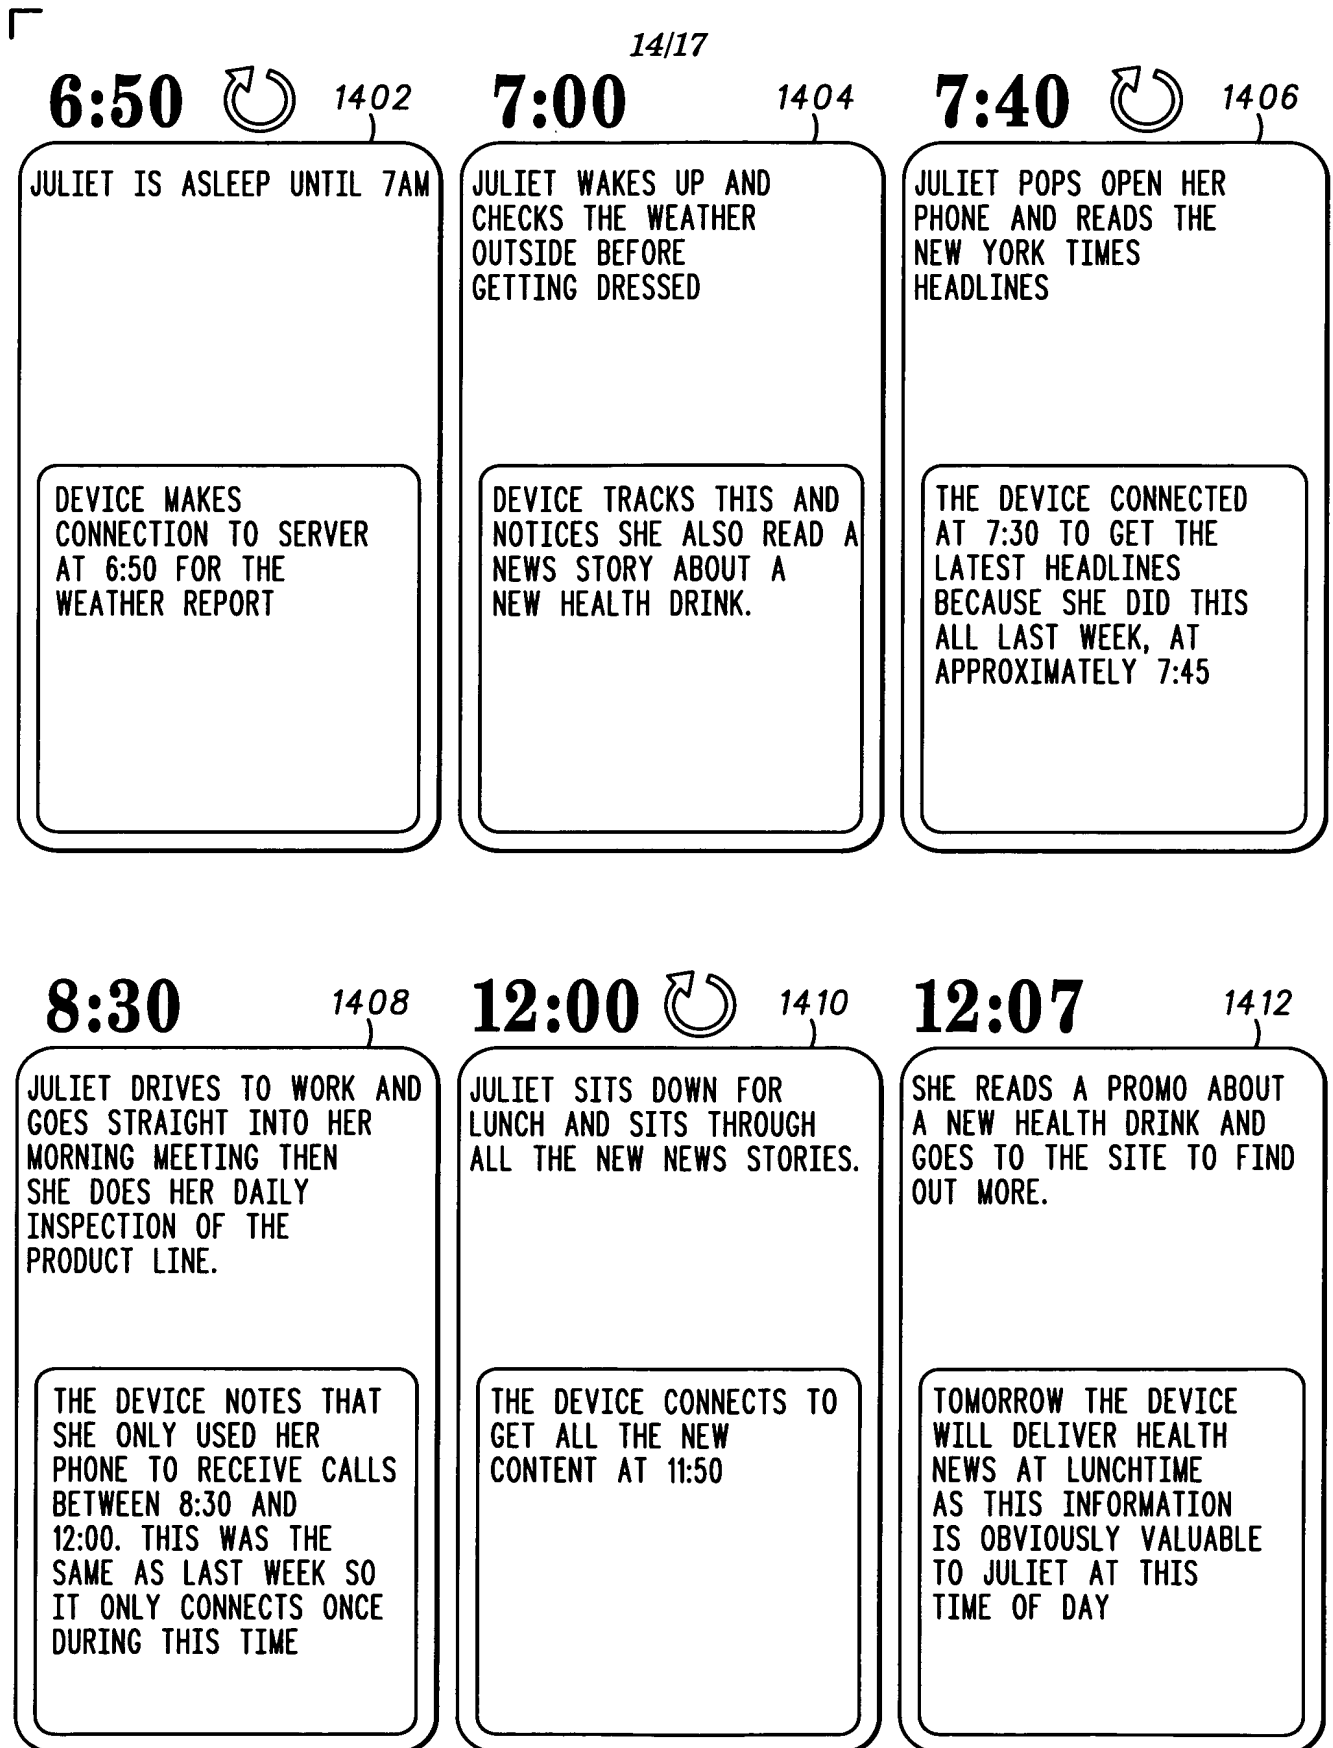 14/17
6:50 1402
JULIET IS ASLEEP UNTIL 7AM
DEVICE MAKES
CONNECTION TO SERVER
AT 6:50 FOR THE
WEATHER REPORT
7:00 1404
JULIET WAKES UP AND
CHECKS THE WEATHER
OUTSIDE BEFORE
GETTING DRESSED
DEVICE TRACKS THIS AND
NOTICES SHE ALSO READ A
NEWS STORY ABOUT A
NEW HEALTH DRINK.
7:40 1406
JULIET POPS OPEN HER
PHONE AND READS THE
NEW YORK TIMES
HEADLINES
THE DEVICE CONNECTED
AT 7:30 TO GET THE
LATEST HEADLINES
BECAUSE SHE DID THIS
ALL LAST WEEK, AT
APPROXIMATELY 7:45
8:30 1408
JULIET DRIVES TO WORK AND
GOES STRAIGHT INTO HER
MORNING MEETING THEN
SHE DOES HER DAILY
INSPECTION OF THE
PRODUCT LINE.
THE DEVICE NOTES THAT
SHE ONLY USED HER
PHONE TO RECEIVE CALLS
BETWEEN 8:30 AND
12:00. THIS WAS THE
SAME AS LAST WEEK SO
IT ONLY CONNECTS ONCE
DURING THIS TIME
12:00 1410
JULIET SITS DOWN FOR
LUNCH AND SITS THROUGH
ALL THE NEW NEWS STORIES.
THE DEVICE CONNECTS TO
GET ALL THE NEW
CONTENT AT 11:50
12:07 1412
SHE READS A PROMO ABOUT
A NEW HEALTH DRINK AND
GOES TO THE SITE TO FIND
OUT MORE.
TOMORROW THE DEVICE
WILL DELIVER HEALTH
NEWS AT LUNCHTIME
AS THIS INFORMATION
IS OBVIOUSLY VALUABLE
TO JULIET AT THIS
TIME OF DAY